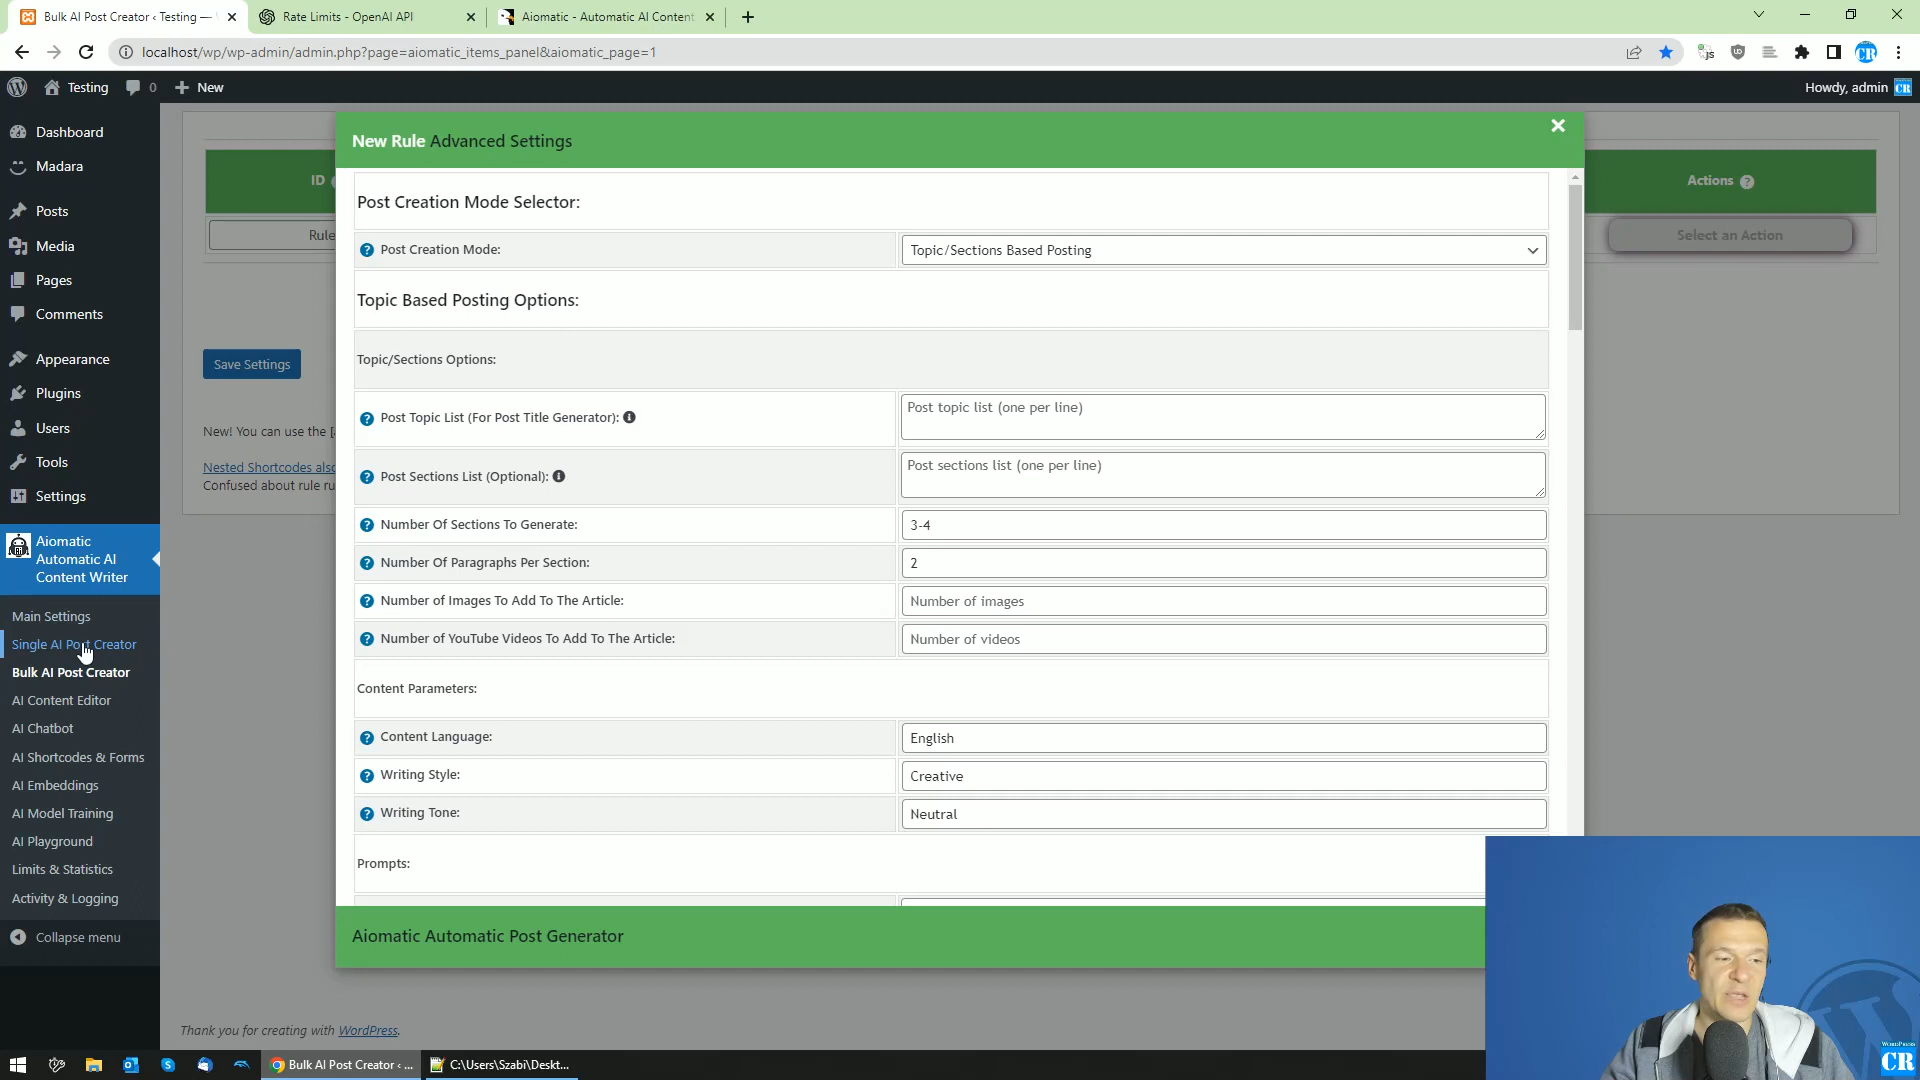 Bulk AI Post Creator ‹ Testing —
Rate Limits - OpenAI API
Aiomatic - Automatic AI Content
localhost/wp/wp-admin/admin.php?page=aiomatic_items_panel&aiomatic_page=1
Testing
0
New
Howdy, admin
CR
Dashboard
Madara
Posts
Media
Pages
Comments
Appearance
Plugins
Users
Tools
Settings
Aiomatic
Automatic AI
Content Writer
Main Settings
Single AI Post Creator
Bulk AI Post Creator
AI Content Editor
AI Chatbot
AI Shortcodes & Forms
AI Embeddings
AI Model Training
AI Playground
Limits & Statistics
Activity & Logging
Collapse menu
ID
Rule
Save Settings
New! You can use the [
Nested Shortcodes also
Confused about rule ru
Actions
Select an Action
New Rule Advanced Settings
Post Creation Mode Selector:
Post Creation Mode:
Topic/Sections Based Posting
Topic Based Posting Options:
Topic/Sections Options:
Post Topic List (For Post Title Generator):
Post topic list (one per line)
Post Sections List (Optional):
Post sections list (one per line)
Number Of Sections To Generate:
3-4
Number Of Paragraphs Per Section:
2
Number of Images To Add To The Article:
Number of images
Number of YouTube Videos To Add To The Article:
Number of videos
Content Parameters:
Content Language:
English
Writing Style:
Creative
Writing Tone:
Neutral
Prompts:
Aiomatic Automatic Post Generator
Thank you for creating with WordPress.
Bulk AI Post Creator ‹ ...
C:\Users\Szabi\Deskt...
WORDPRESS
CR